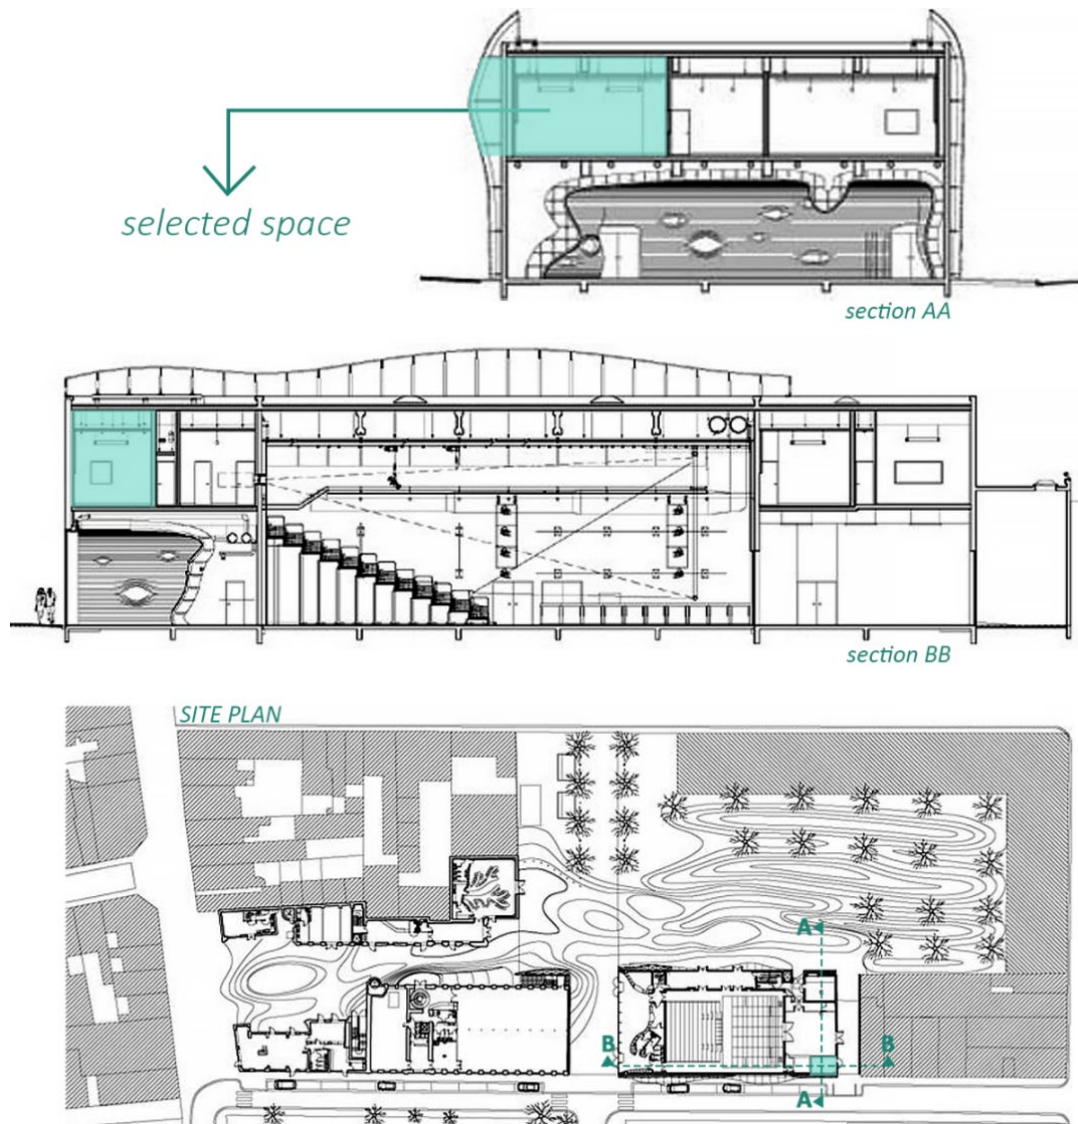 selected space
section AA
section BB
SITE PLAN
A
B
B
A